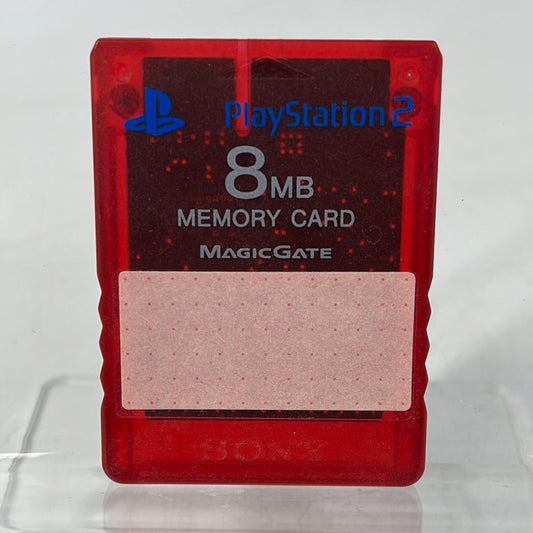 PlayStation 2
8MB
MEMORY CARD
MAGICGATE
SONY